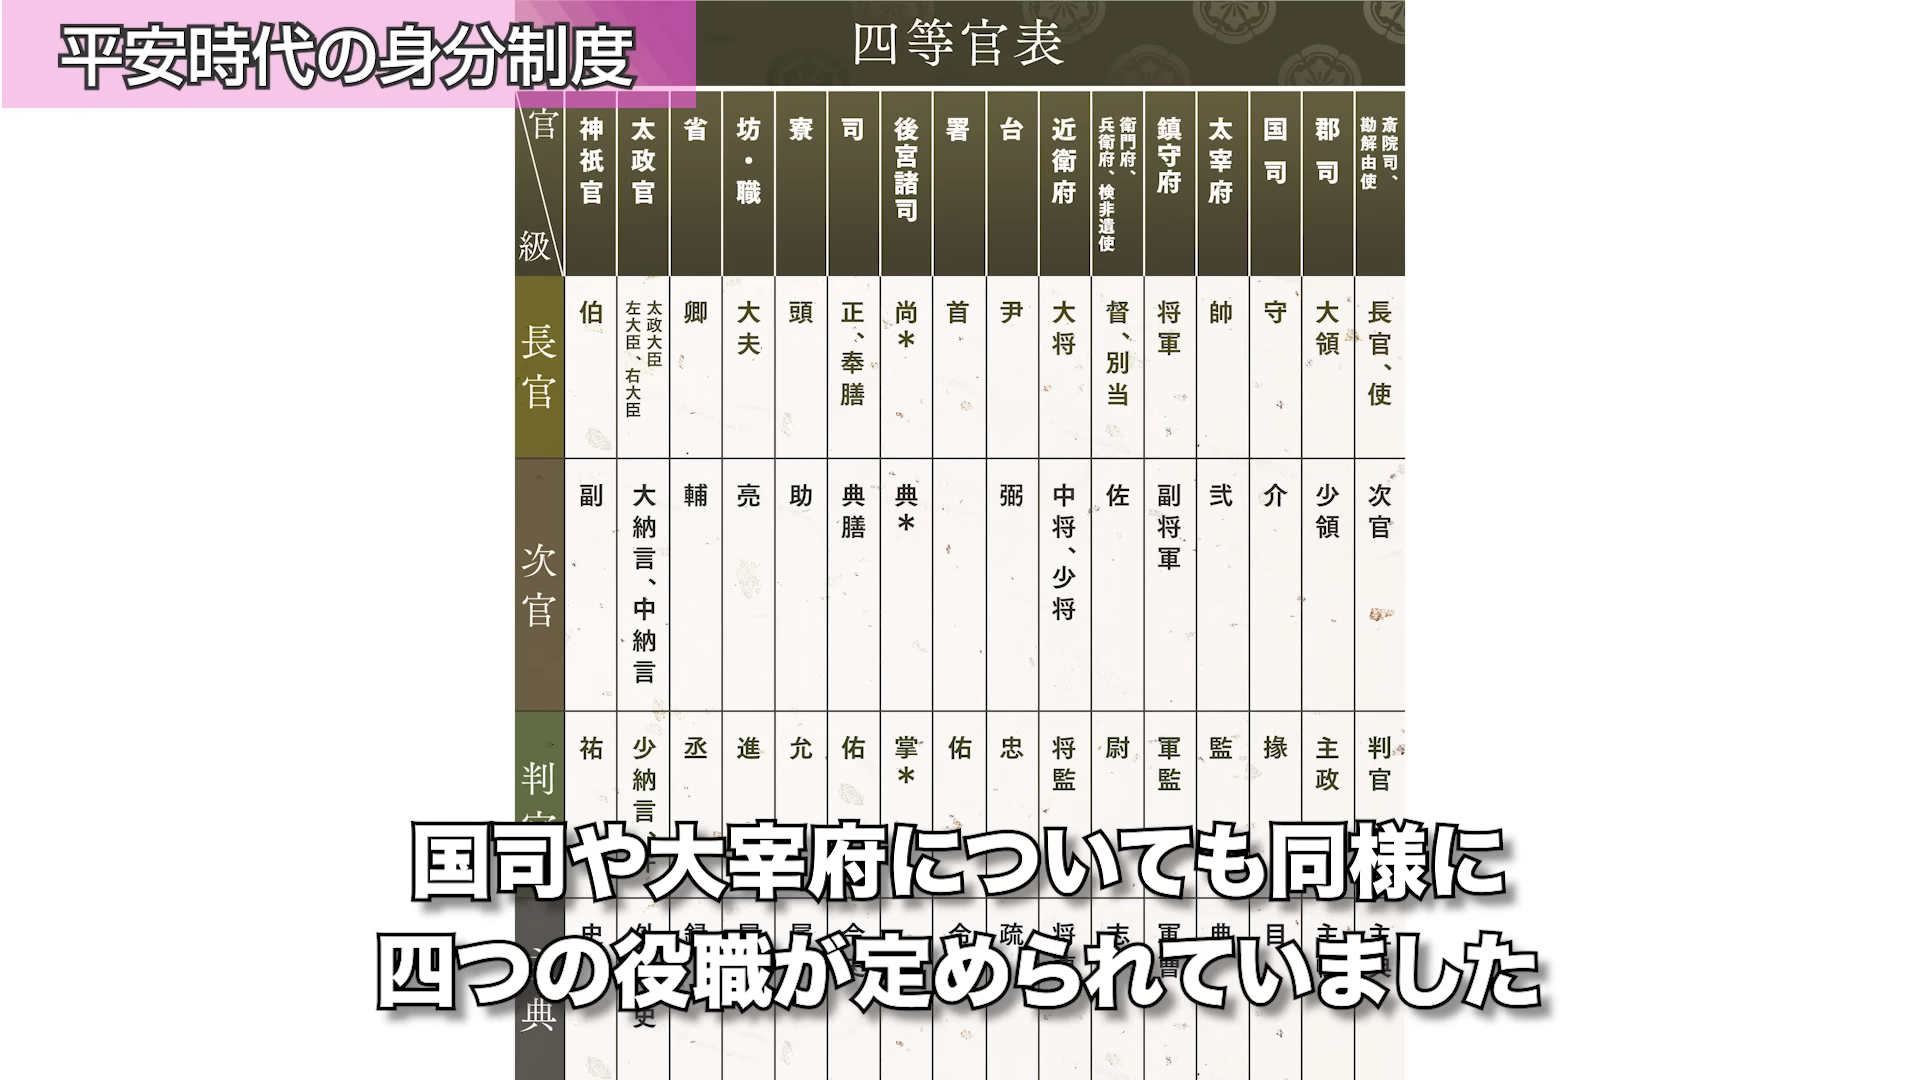 平安時代の身分制度
四等官表
官
級
神祇官
太政官
省
坊・職
寮
司
後宮諸司
署
台
近衛府
衛門府、
兵衛府、検非遺使
鎮守府
太宰府
国司
郡司
斎院司、
勘解由使
長官
伯
太政大臣
左大臣、右大臣
卿
大夫
頭
正、奉膳
尚＊
首
尹
大将
督、別当
将軍
帥
守
大領
長官、使
次官
副
大納言、中納言
輔
亮
助
典膳
典＊
弼
中将、少将
佐
副将軍
弐
介
少領
次官
判官
祐
少納言、
丞
進
允
佑
掌＊
佑
忠
将監
尉
軍監
監
掾
主政
判官
典
史
疏
国司や大宰府についても同様に
四つの役職が定められていました